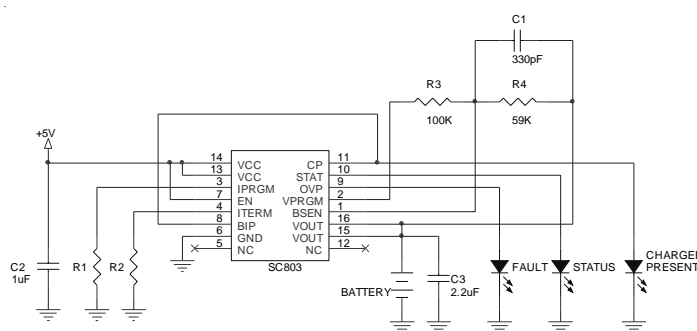 C1
330pF
R3
R4
100K
59K
+5V
14 VCC CP 11
13 VCC STAT 10
3 IPRGM OVP 9
7 EN VPRGM 2
4 ITERM BSEN 1
8 BIP VOUT 16
6 GND VOUT 15
5 NC NC 12
SC803
C2
1uF
R1
R2
BATTERY
C3
2.2uF
FAULT
STATUS
CHARGER
PRESENT